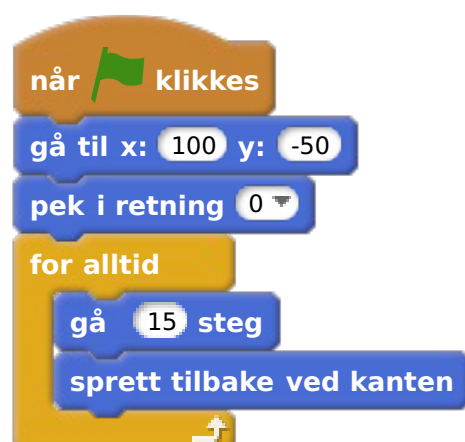 når klikkes
gå til x: 100 y: -50
pek i retning 0
for alltid
gå 15 steg
sprett tilbake ved kanten